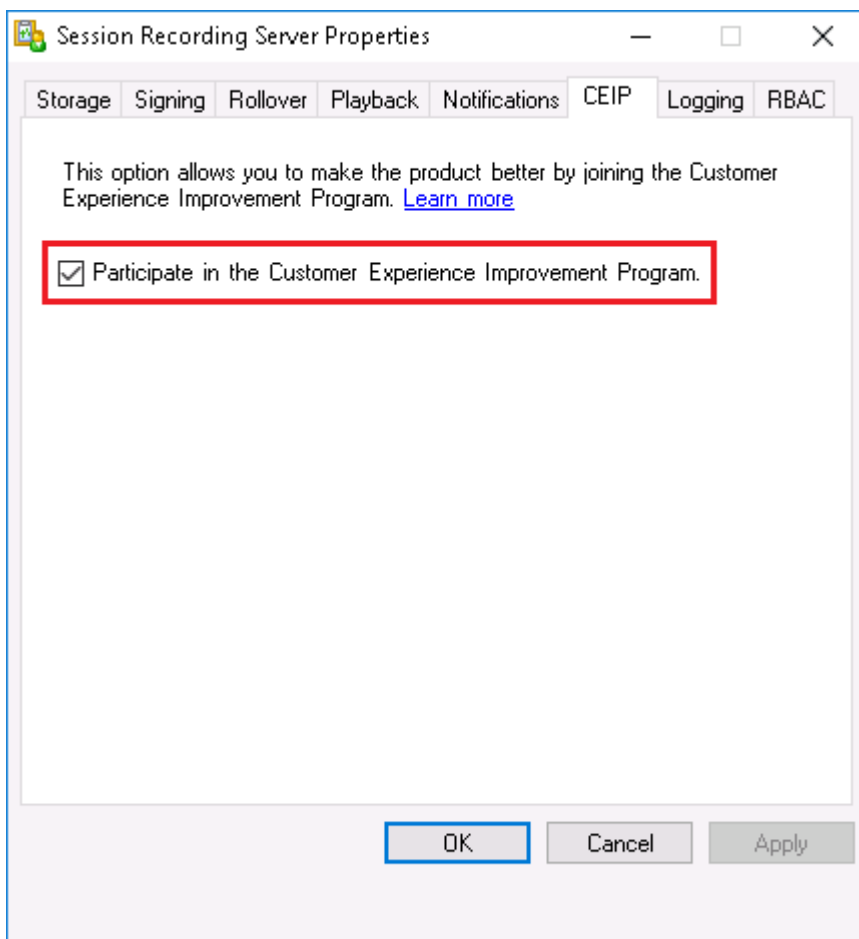 Session Recording Server Properties
Storage Signing Rollover Playback Notifications CEIP Logging RBAC
This option allows you to make the product better by joining the Customer
Experience Improvement Program. Learn more
Participate in the Customer Experience Improvement Program.
OK Cancel Apply